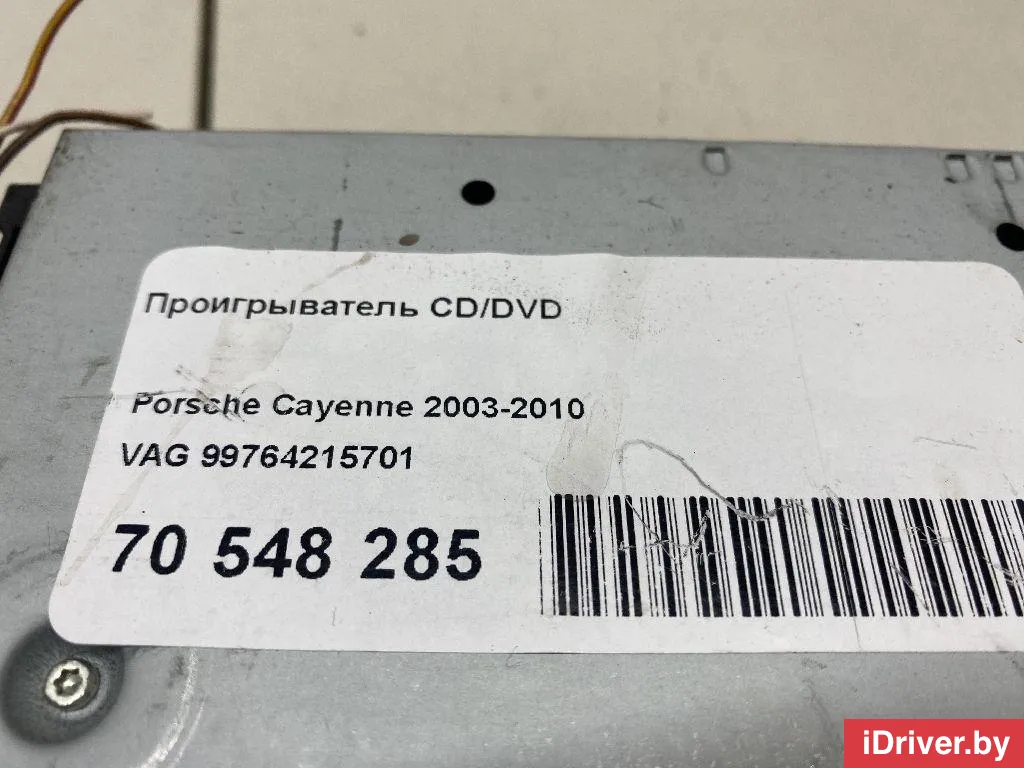 Проигрыватель CD/DVD
Porsche Cayenne 2003-2010
VAG 99764215701
70 548 285
iDriver.by